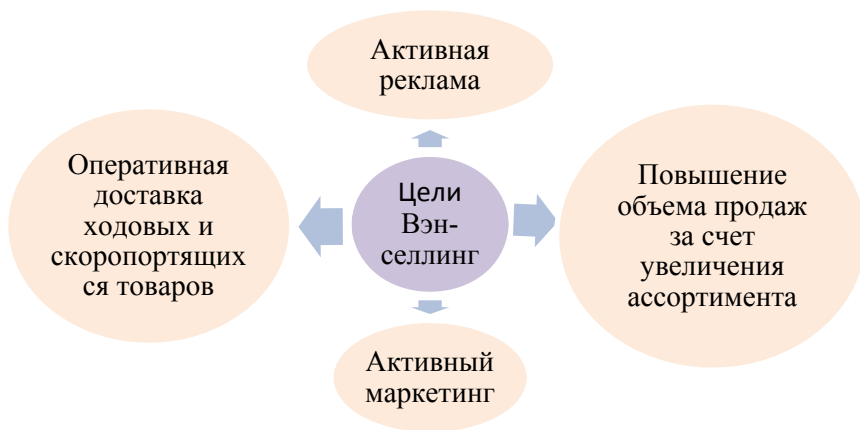 Активная
реклама
Оперативная
доставка
ходовых и
скоропортящих
ся товаров
Цели
Вэн-
селлинг
Повышение
объема продаж
за счет
увеличения
ассортимента
Активный
маркетинг